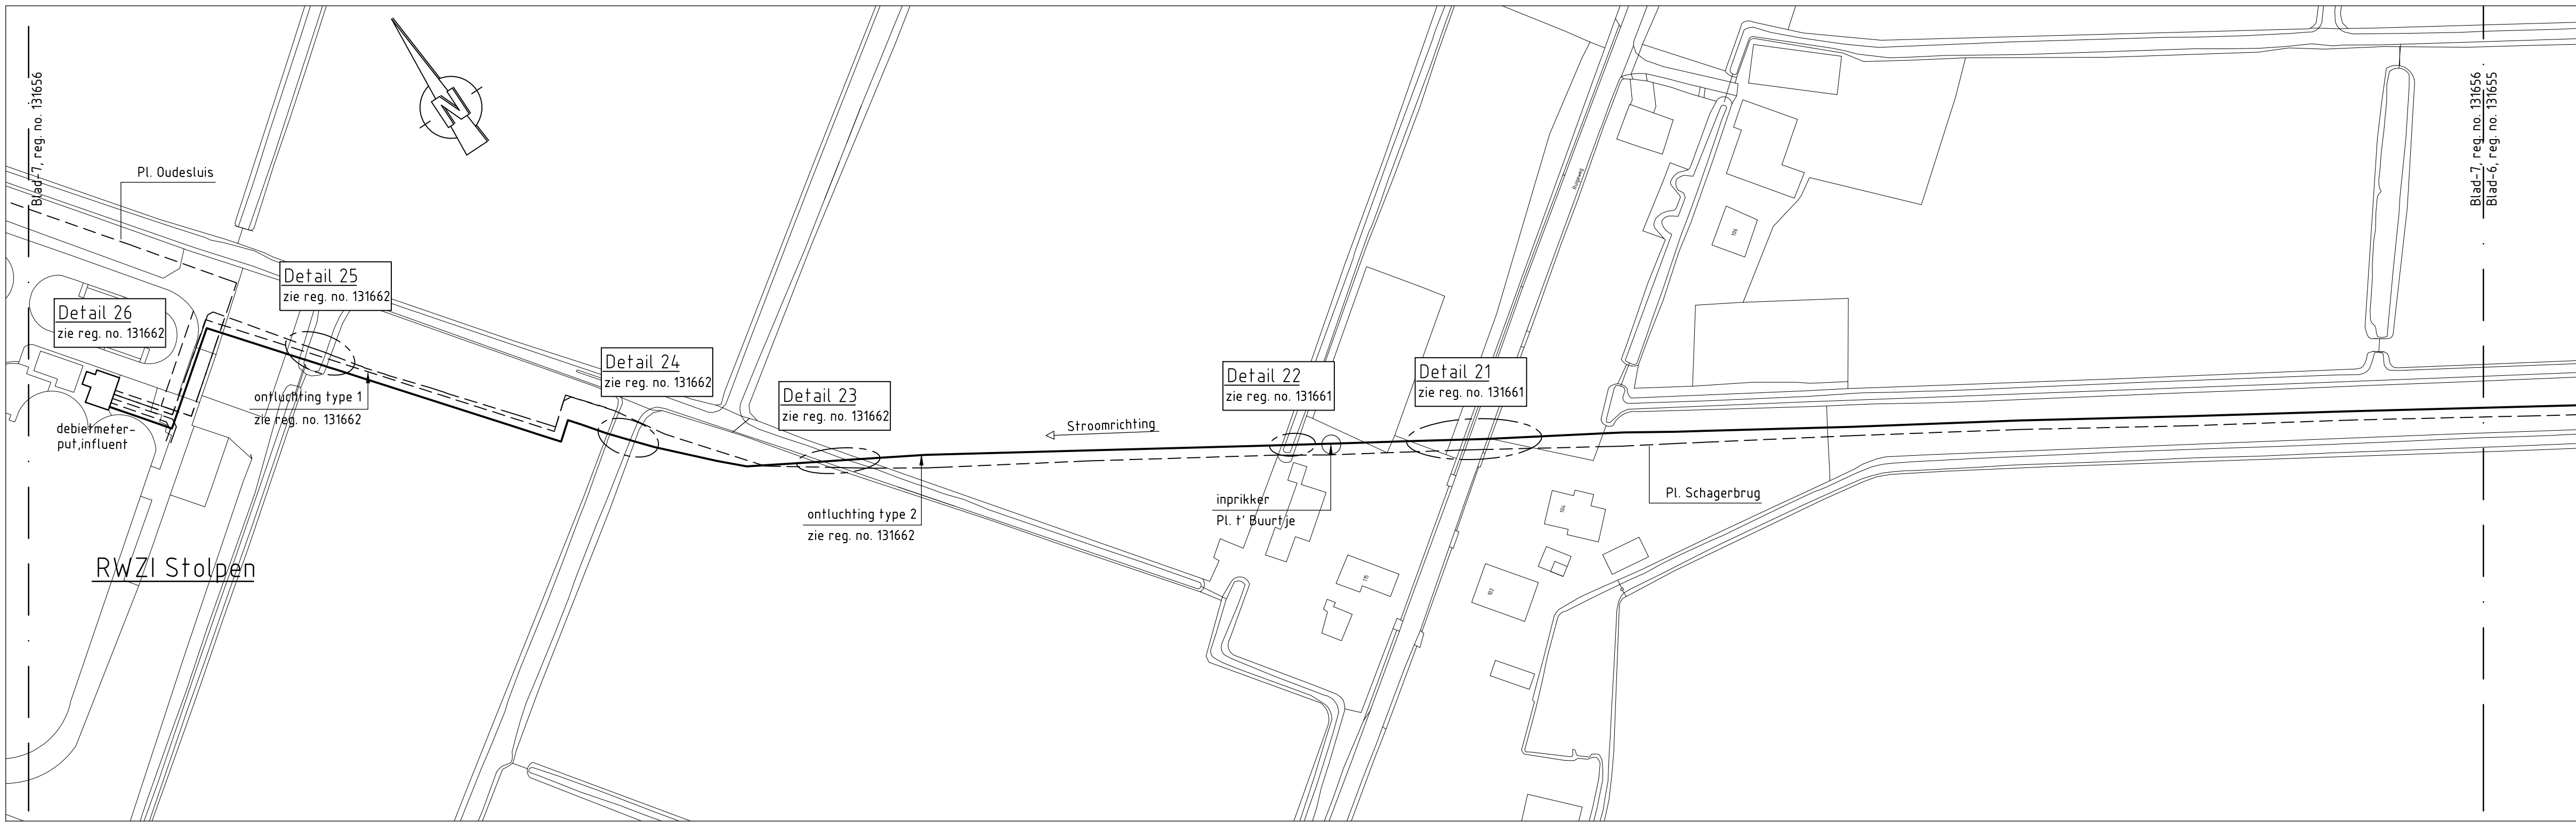 Blad-7, reg. no. 131656
Pl. Oudesluis
N
Detail 25
zie reg. no. 131662
Detail 26
zie reg. no. 131662
ontluchting type 1
zie reg. no. 131662
debietmeter-
put,influent
RWZI Stolpen
Detail 24
zie reg. no. 131662
Detail 23
zie reg. no. 131662
ontluchting type 2
zie reg. no. 131662
Stroomrichting
Detail 22
zie reg. no. 131661
inprikker
Pl. t' Buurtje
Detail 21
zie reg. no. 131661
Pl. Schagerbrug
106
104
102
115
Blad-7, reg. no. 131656
Blad-6, reg. no. 131655